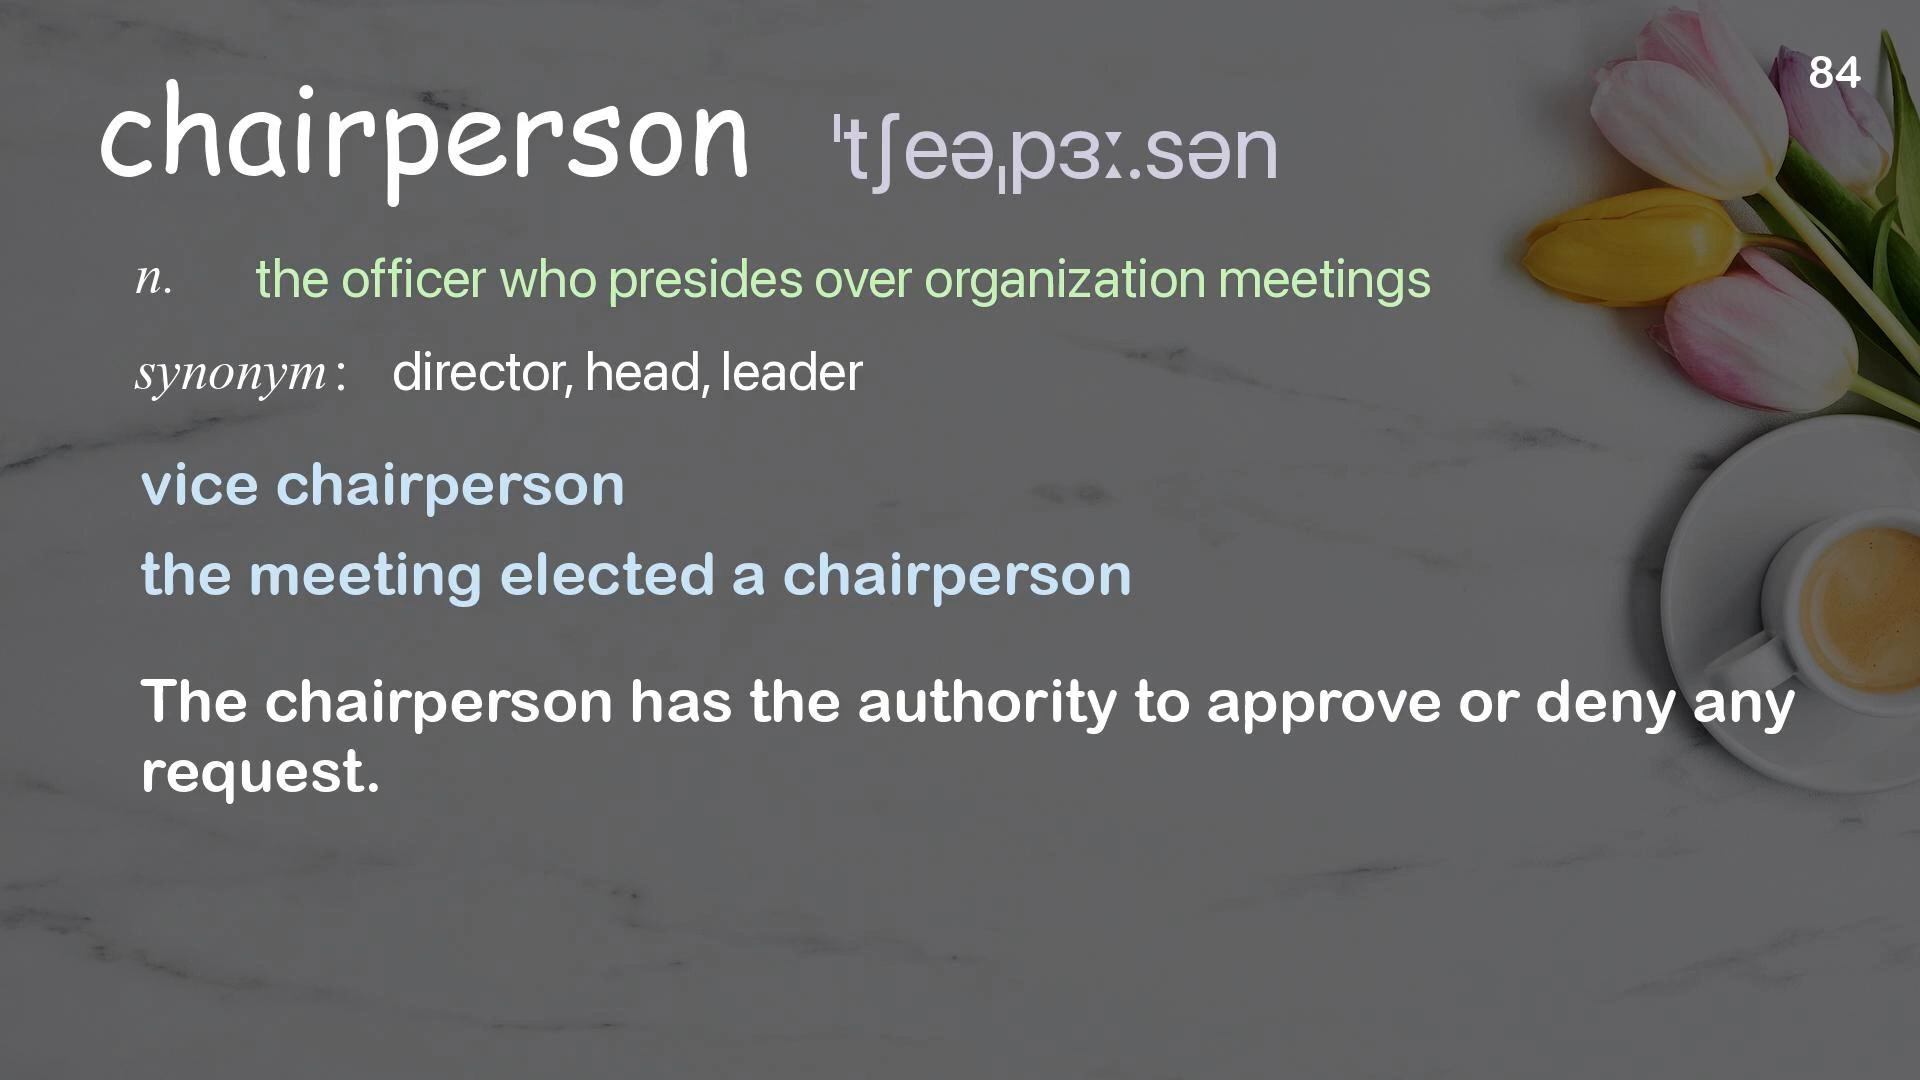 84
chairperson ˈtʃeəˌpɜː.sən
n. the officer who presides over organization meetings
synonym : director, head, leader
vice chairperson
the meeting elected a chairperson
The chairperson has the authority to approve or deny any
request.